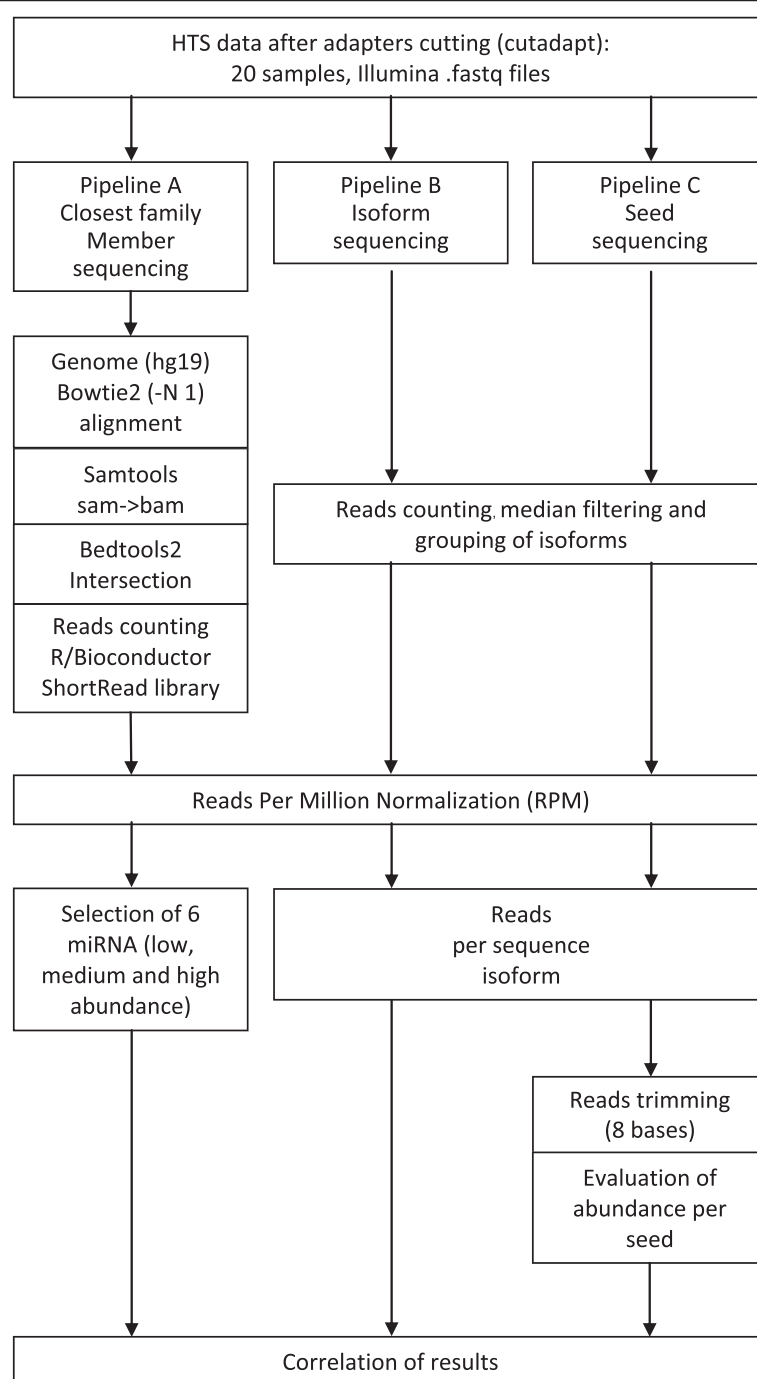 HTS data after adapters cutting (cutadapt):
20 samples, Illumina .fastq files
Pipeline A
Closest family
Member
sequencing
Pipeline B
Isoform
sequencing
Pipeline C
Seed
sequencing
Genome (hg19)
Bowtie2 (-N 1)
alignment
Samtools
sam->bam
Bedtools2
Intersection
Reads counting
R/Bioconductor
ShortRead library
Reads counting, median filtering and
grouping of isoforms
Reads Per Million Normalization (RPM)
Selection of 6
miRNA (low,
medium and high
abundance)
Reads
per sequence
isoform
Reads trimming
(8 bases)
Evaluation of
abundance per
seed
Correlation of results